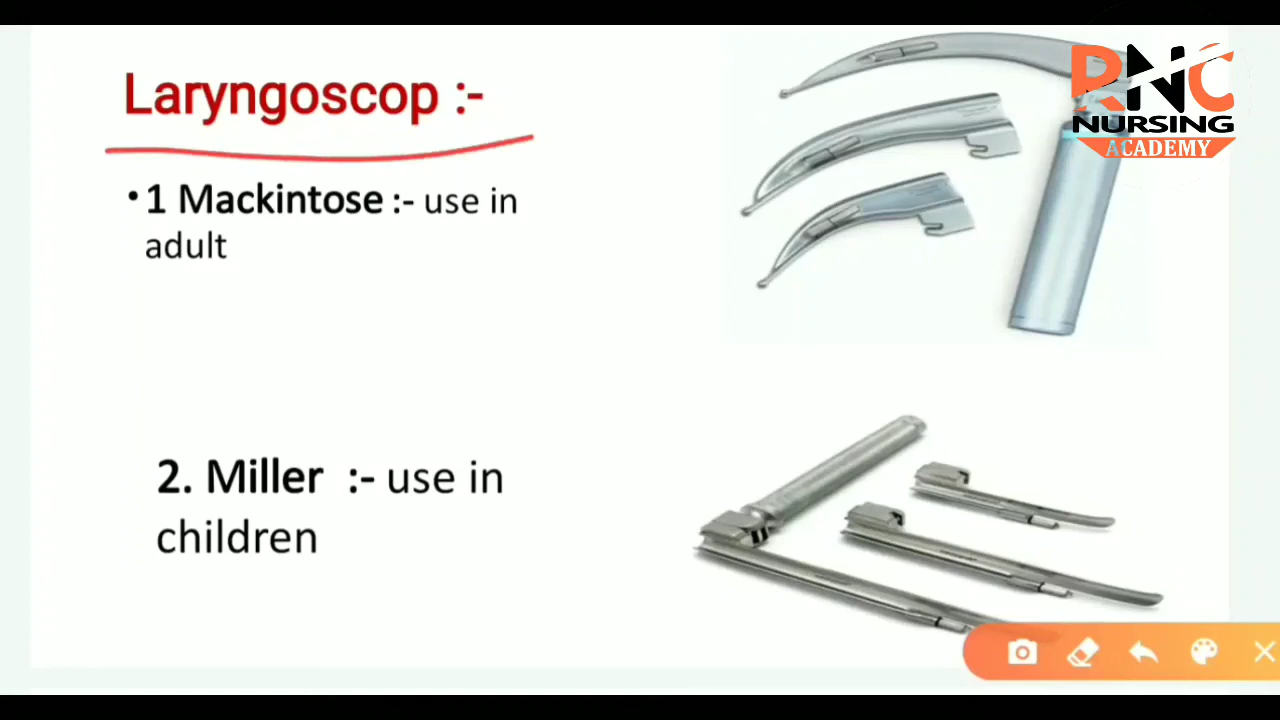 Laryngoscop :-
• 1 Mackintose :- use in
adult
2. Miller :- use in
children
RNC
NURSING
ACADEMY